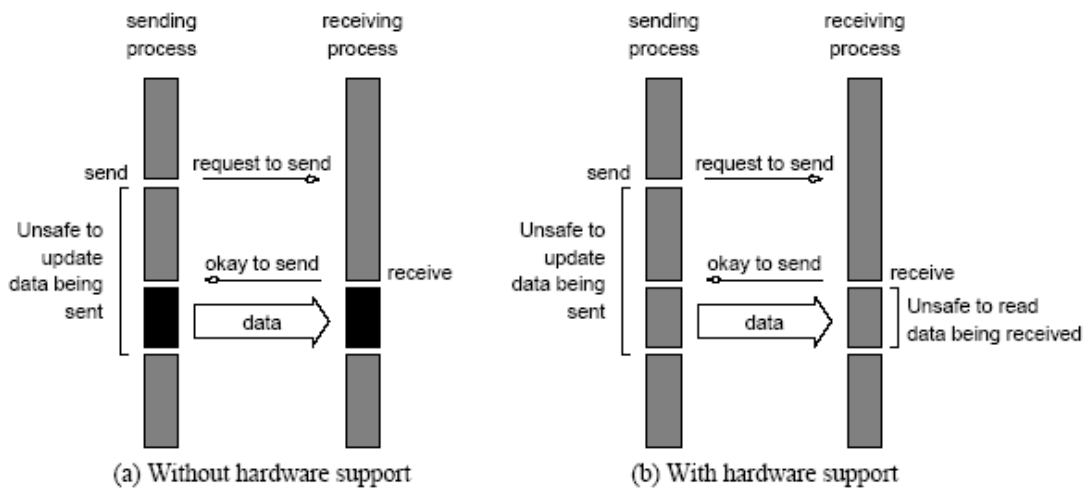 sending
process
receiving
process
send
request to send
Unsafe to
update
data being
sent
okay to send
receive
data
(a) Without hardware support
sending
process
receiving
process
send
request to send
Unsafe to
update
data being
sent
okay to send
receive
data
Unsafe to read
data being received
(b) With hardware support